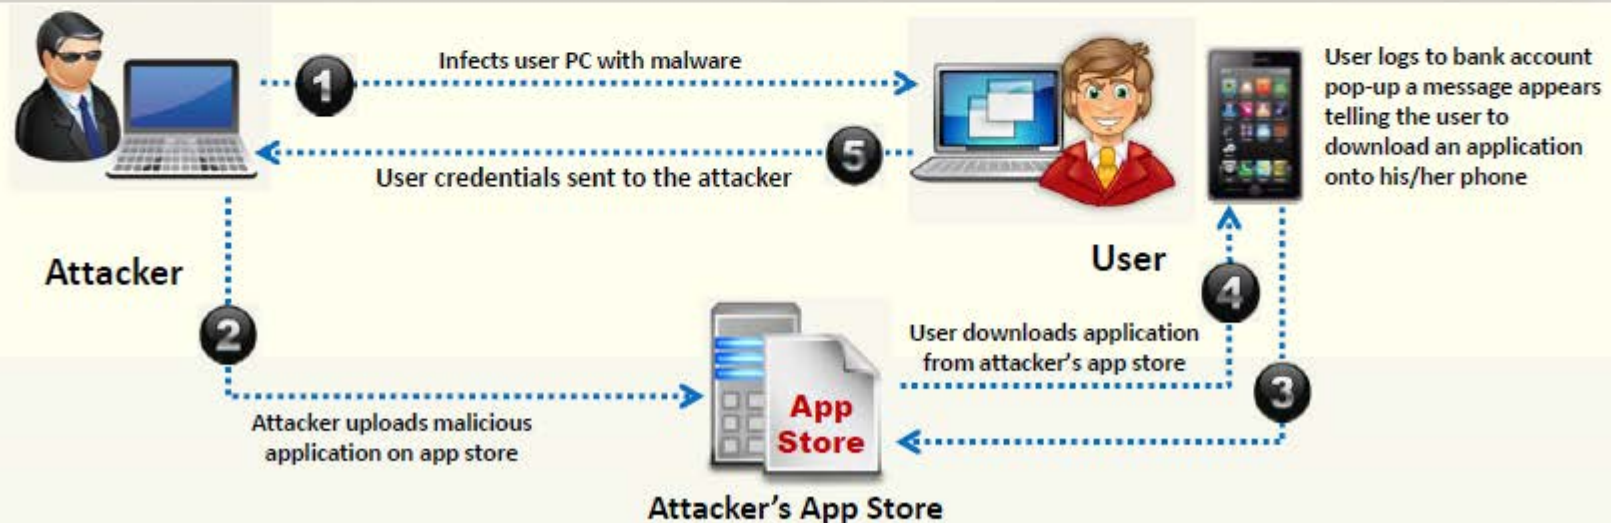 1
Infects user PC with malware
5
User credentials sent to the attacker
User logs to bank account
pop-up a message appears
telling the user to
download an application
onto his/her phone
Attacker
User
2
Attacker uploads malicious
application on app store
4
User downloads application
from attacker's app store
3
App
Store
Attacker's App Store